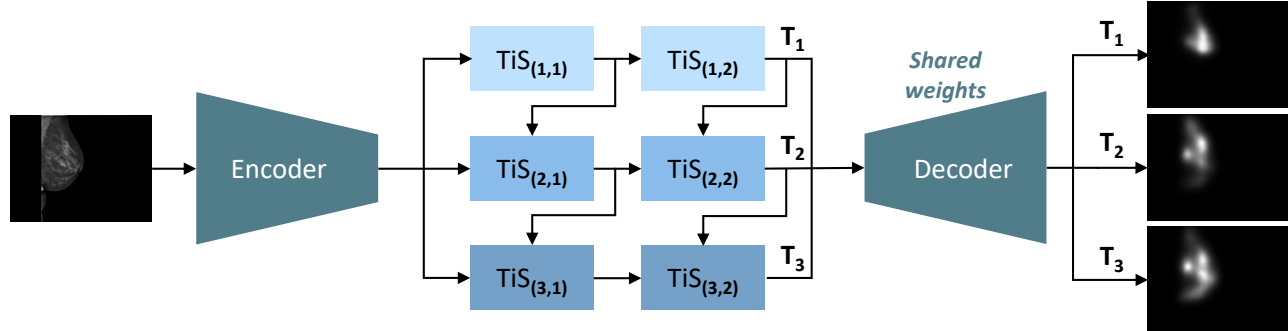 Encoder
TiS(1,1)
TiS(1,2)
T1
TiS(2,1)
TiS(2,2)
T2
TiS(3,1)
TiS(3,2)
T3
Shared
weights
Decoder
T1
T2
T3